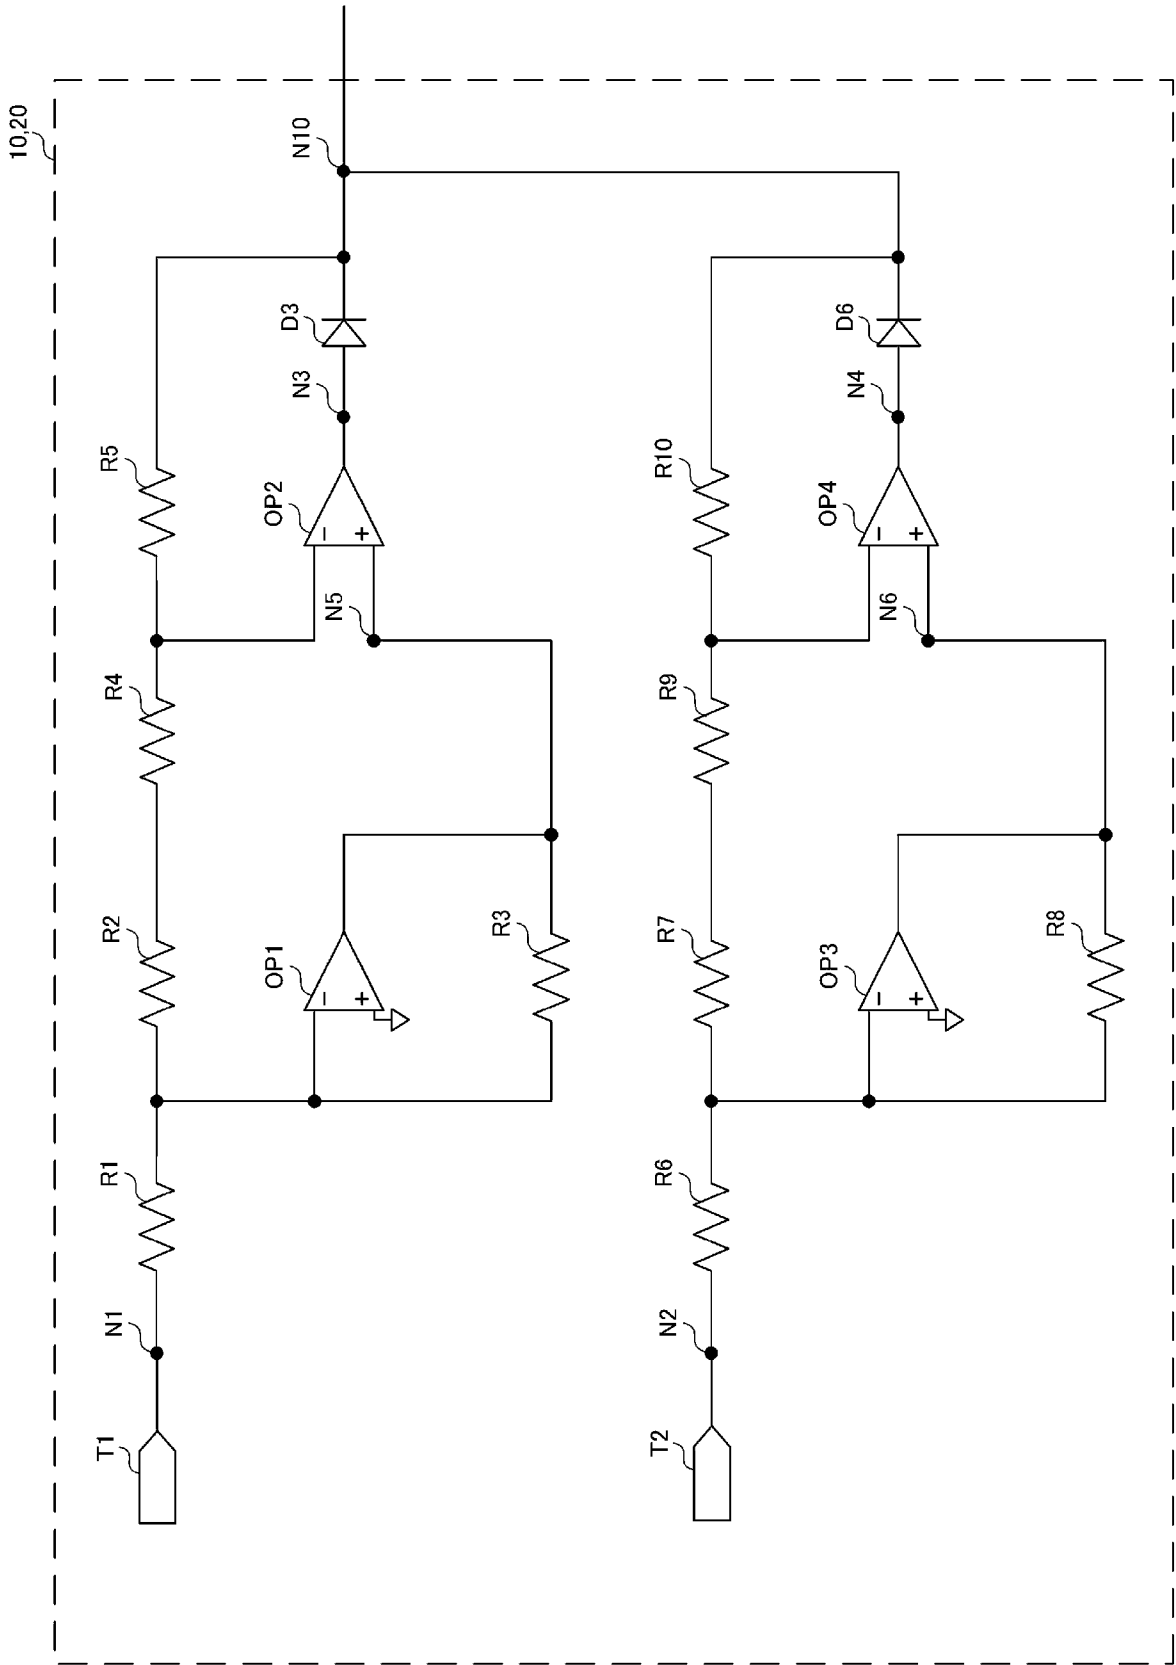 10,20
N10
R5
D3
N3
OP2
N5
R4
R2
OP1
R3
R1
N1
T1
R10
D6
N4
OP4
N6
R9
R7
OP3
R8
R6
N2
T2
−
+
−
+
−
+
−
+